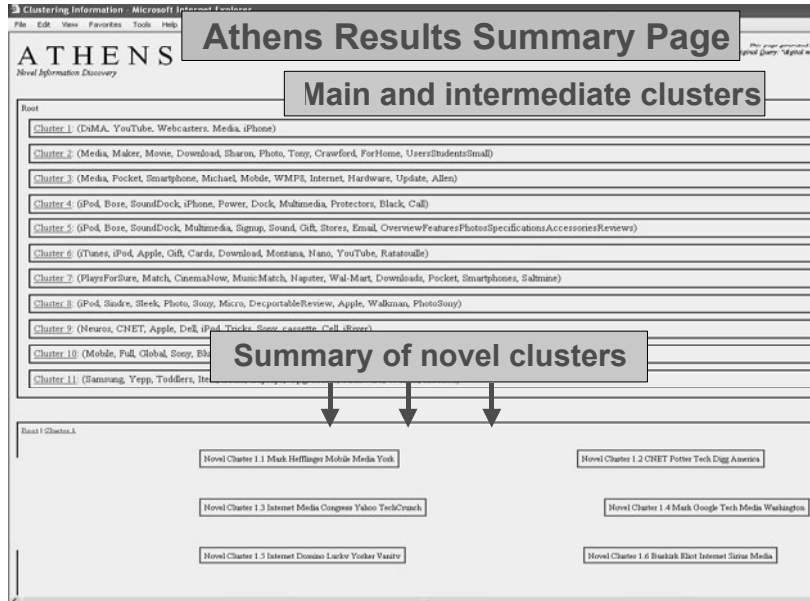 Clustering Information - Microsoft Internet Explorer
File Edit View Favorites Tools Help
Athens Results Summary Page
ATHENS
Novel Information Discovery
This page generated
Original Query: "digital m
Main and intermediate clusters
Root
Cluster 1: (DiMA, YouTube, Webcasters, Media, iPhone)
Cluster 2: (Media, Maker, Movie, Download, Sharon, Photo, Tony, Crawford, ForHome, UsersStudentsSmall)
Cluster 3: (Media, Pocket, Smartphone, Michael, Mobile, WMP8, Internet, Hardware, Update, Allen)
Cluster 4: (iPod, Bose, SoundDock, iPhone, Power, Dock, Multimedia, Protectors, Black, Call)
Cluster 5: (iPod, Bose, SoundDock, Multimedia, Signup, Sound, Gift, Stores, Email, OverviewFeaturesPhotosSpecificationsAccessoriesReviews)
Cluster 6: (iTunes, iPod, Apple, Gift, Cards, Download, Montana, Nano, YouTube, Ratatouille)
Cluster 7: (PlaysForSure, Match, CinemaNow, MusicMatch, Napster, Wal-Mart, Downloads, Pocket, Smartphones, Saltmine)
Cluster 8: (iPod, Sindre, Sleek, Photo, Sony, Micro, DecportableReview, Apple, Walkman, PhotoSony)
Cluster 9: (Neuros, CNET, Apple, Dell, iPod, Tricks, Sony, cassette, Cell, iRiver)
Cluster 10: (Mobile, Full, Global, Sony, Blu
Summary of novel clusters
Cluster 11: (Samsung, Yepp, Toddlers,
Root | Cluster 1
Novel Cluster 1.1 Mark Hefflinger Mobile Media York
Novel Cluster 1.2 CNET Potter Tech Digg America
Novel Cluster 1.3 Internet Media Congress Yahoo TechCrunch
Novel Cluster 1.4 Mark Google Tech Media Washington
Novel Cluster 1.5 Internet Domino Lucky Yorker Vanity
Novel Cluster 1.6 Buskirk Eliot Internet Sirius Media